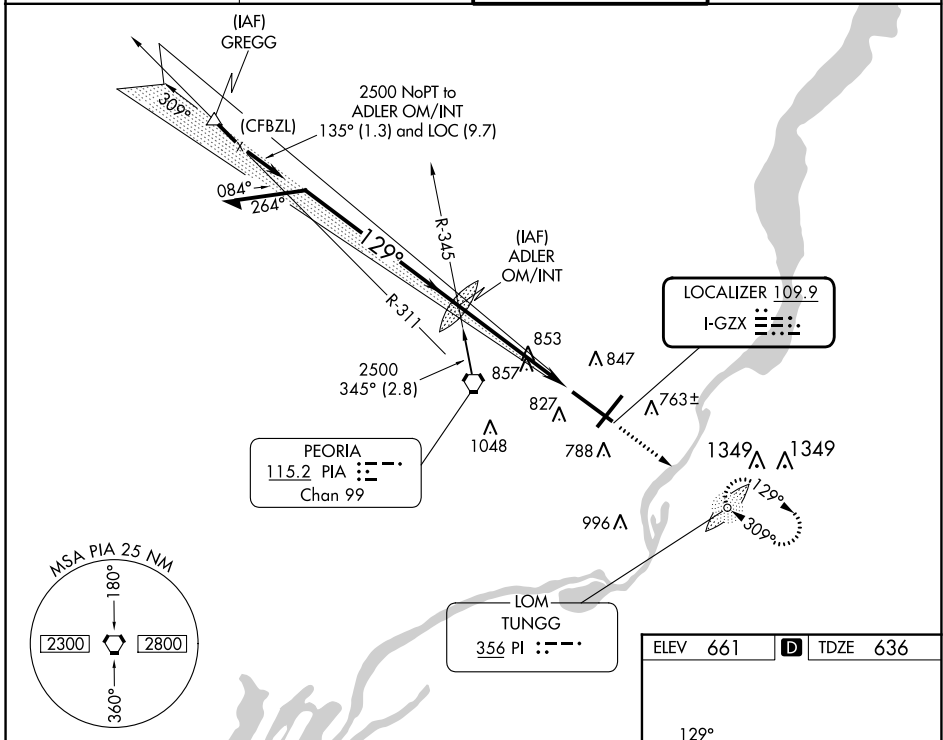 (IAF)
GREGG
309°
(CFBZL)
2500 NoPT to
ADLER OM/INT
135° (1.3) and LOC (9.7)
084°
264°
129°
R-345
(IAF)
ADLER
OM/INT
R-311
LOCALIZER 109.9
I-GZX
2500
345° (2.8)
853
857
847
827
763±
788
1048
1349
1349
PEORIA
115.2 PIA
Chan 99
996
129°
309°
MSA PIA 25 NM
180°
2300
2800
360°
LOM
TUNGG
356 PI
ELEV 661 D TDZE 636
129°